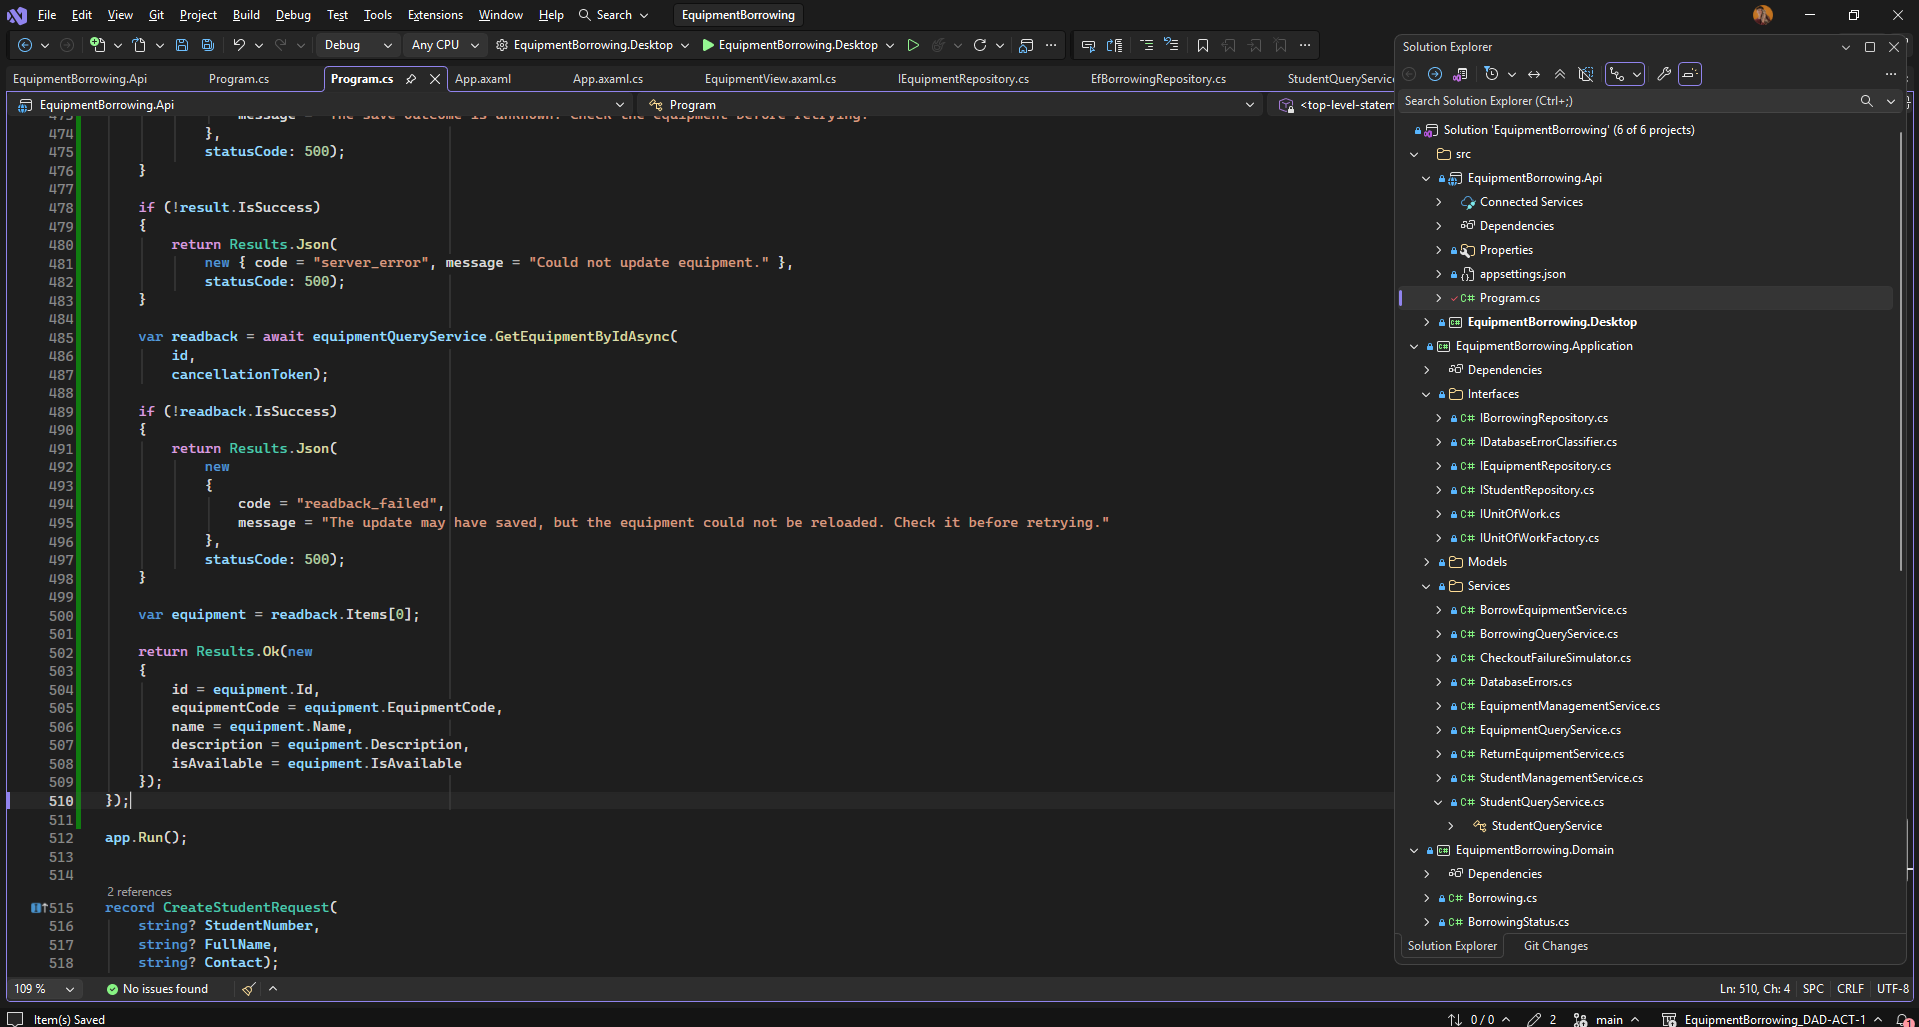 File Edit View Git Project Build Debug Test Tools Extensions Window Help Search EquipmentBorrowing
Debug Any CPU EquipmentBorrowing.Desktop EquipmentBorrowing.Desktop
EquipmentBorrowing.Api Program.cs Program.cs App.axaml App.axaml.cs EquipmentView.axaml.cs IEquipmentRepository.cs EfBorrowingRepository.cs StudentQueryService
EquipmentBorrowing.Api Program <top-level-statem
473 message = "The save outcome is unknown. Check the equipment before retrying."
474 },
475 statusCode: 500);
476 }
477
478 if (!result.IsSuccess)
479 {
480 return Results.Json(
481 new { code = "server_error", message = "Could not update equipment." },
482 statusCode: 500);
483 }
484
485 var readback = await equipmentQueryService.GetEquipmentByIdAsync(
486 id,
487 cancellationToken);
488
489 if (!readback.IsSuccess)
490 {
491 return Results.Json(
492 new
493 {
494 code = "readback_failed",
495 message = "The update may have saved, but the equipment could not be reloaded. Check it before retrying."
496 },
497 statusCode: 500);
498 }
499
500 var equipment = readback.Items[0];
501
502 return Results.Ok(new
503 {
504 id = equipment.Id,
505 equipmentCode = equipment.EquipmentCode,
506 name = equipment.Name,
507 description = equipment.Description,
508 isAvailable = equipment.IsAvailable
509 });
510 });
511
512 app.Run();
513
514
2 references
515 record CreateStudentRequest(
516 string? StudentNumber,
517 string? FullName,
518 string? Contact);
109 % No issues found Ln: 510, Ch: 4 SPC CRLF UTF-8
Solution Explorer
Search Solution Explorer (Ctrl+;)
Solution 'EquipmentBorrowing' (6 of 6 projects)
src
EquipmentBorrowing.Api
Connected Services
Dependencies
Properties
appsettings.json
C# Program.cs
EquipmentBorrowing.Desktop
EquipmentBorrowing.Application
Dependencies
Interfaces
C# IBorrowingRepository.cs
C# IDatabaseErrorClassifier.cs
C# IEquipmentRepository.cs
C# IStudentRepository.cs
C# IUnitOfWork.cs
C# IUnitOfWorkFactory.cs
Models
Services
C# BorrowEquipmentService.cs
C# BorrowingQueryService.cs
C# CheckoutFailureSimulator.cs
C# DatabaseErrors.cs
C# EquipmentManagementService.cs
C# EquipmentQueryService.cs
C# ReturnEquipmentService.cs
C# StudentManagementService.cs
C# StudentQueryService.cs
StudentQueryService
EquipmentBorrowing.Domain
Dependencies
C# Borrowing.cs
C# BorrowingStatus.cs
Solution Explorer Git Changes
Item(s) Saved 0 / 0 2 main EquipmentBorrowing_DAD-ACT-1 1